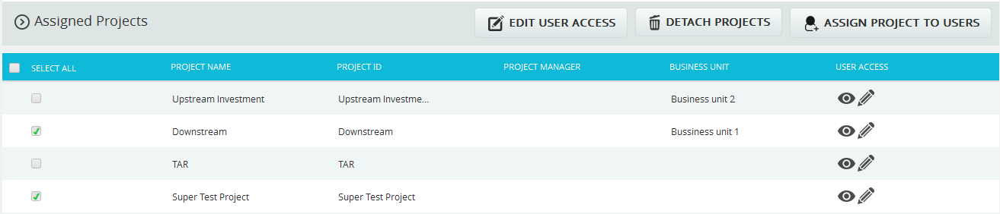 Assigned Projects
EDIT USER ACCESS
DETACH PROJECTS
ASSIGN PROJECT TO USERS
SELECT ALL PROJECT NAME PROJECT ID PROJECT MANAGER BUSINESS UNIT USER ACCESS
Upstream Investment Upstream Investme... Business unit 2
Downstream Downstream Bussiness unit 1
TAR TAR
Super Test Project Super Test Project